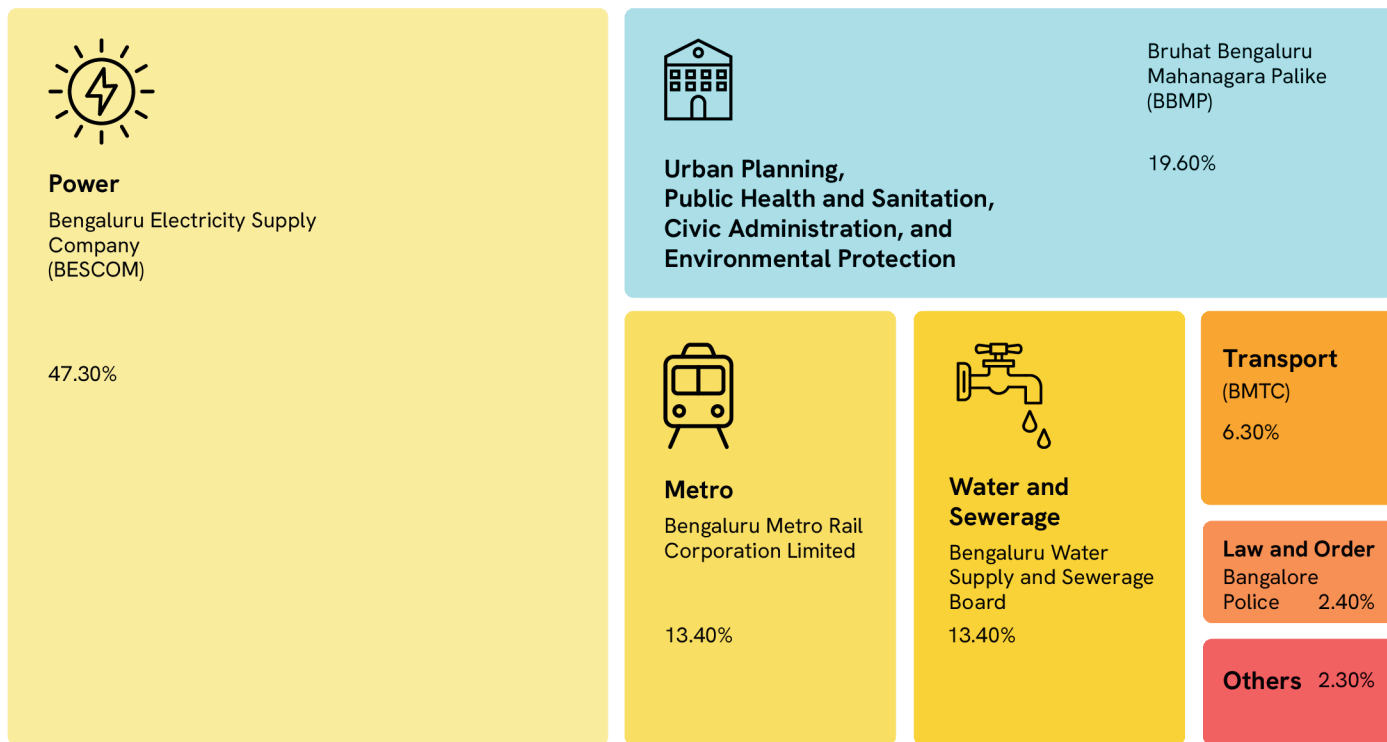 Power
Bengaluru Electricity Supply
Company
(BESCOM)
47.30%
Urban Planning,
Public Health and Sanitation,
Civic Administration, and
Environmental Protection
Bruhat Bengaluru
Mahanagara Palike
(BBMP)
19.60%
Metro
Bengaluru Metro Rail
Corporation Limited
13.40%
Water and
Sewerage
Bengaluru Water
Supply and Sewerage
Board
13.40%
Transport
(BMTC)
6.30%
Law and Order
Bangalore
Police 2.40%
Others 2.30%